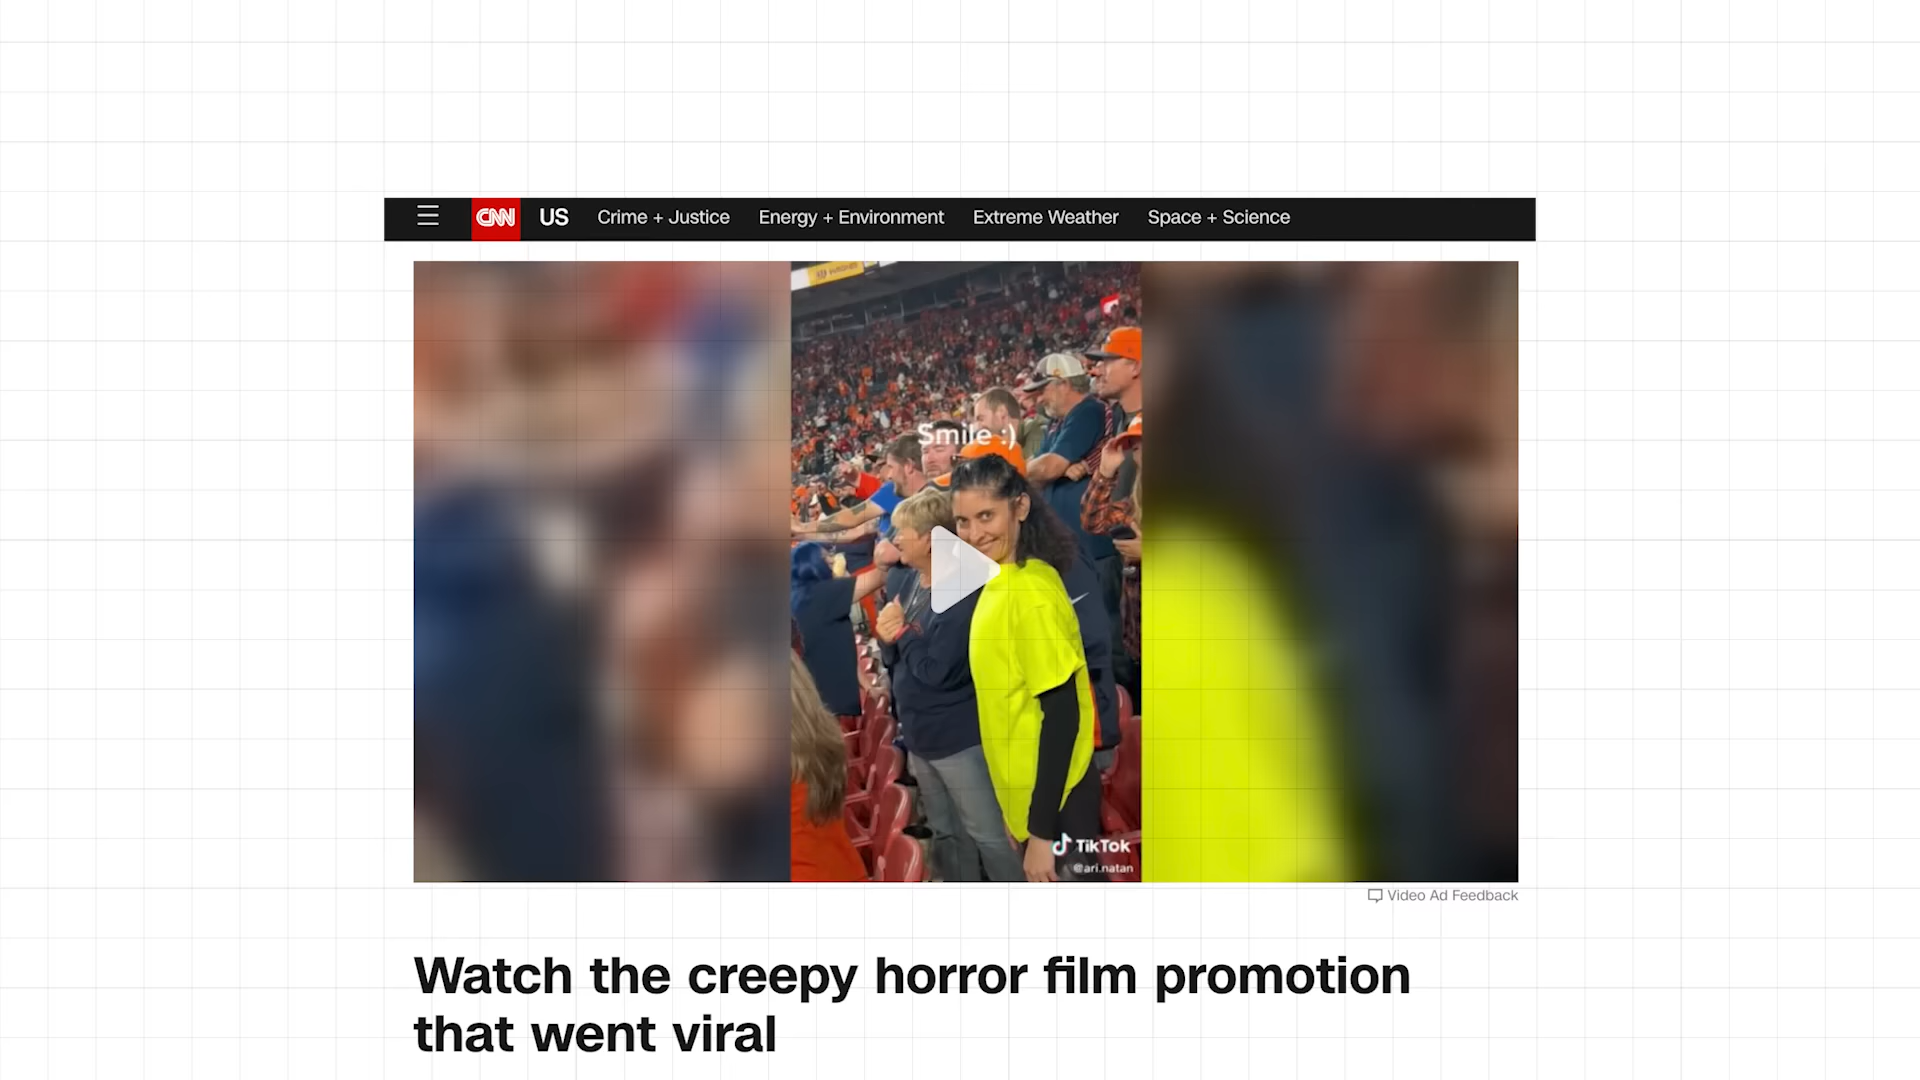 CNN US Crime + Justice Energy + Environment Extreme Weather Space + Science
Smile :)
TikTok
@ari.natan
Video Ad Feedback
Watch the creepy horror film promotion
that went viral